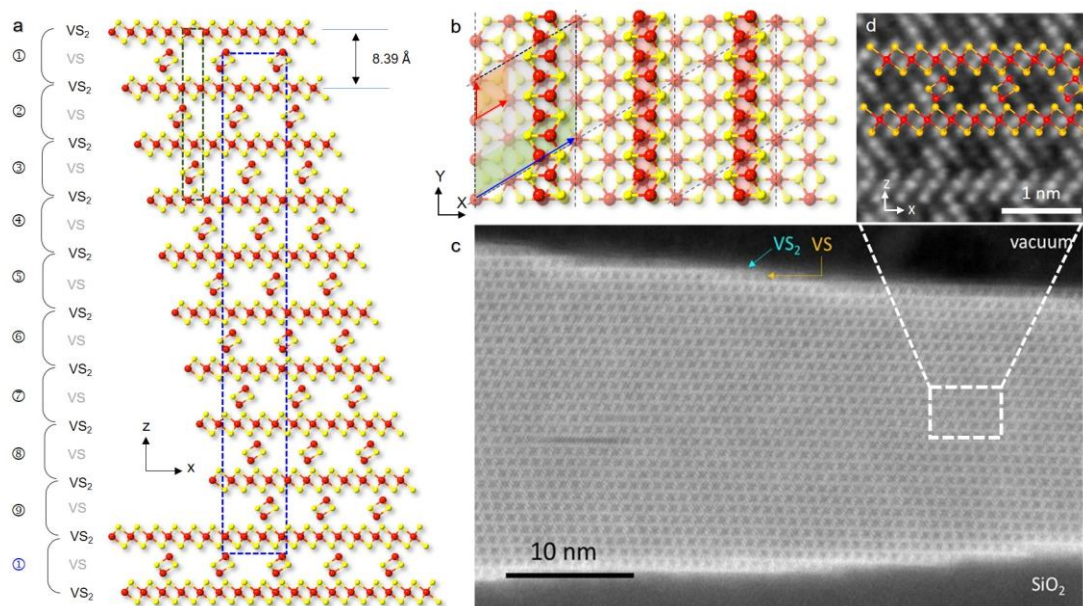 a
VS2
① VS
VS2
② VS
VS2
③ VS
VS2
④ VS
VS2
⑤ VS
VS2
⑥ VS
VS2
⑦ VS
VS2
⑧ VS
VS2
⑨ VS
VS2
① VS
VS2
8.39 Å
z
x
b
Y
X
d
z
x
1 nm
c
VS2
VS
vacuum
10 nm
SiO2